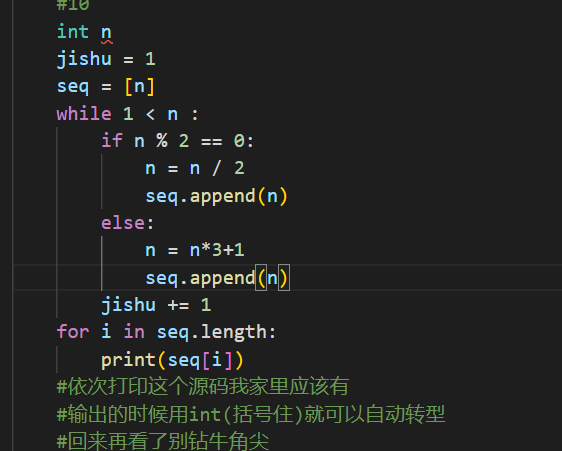 #10
int n
jishu = 1
seq = [n]
while 1 < n :
    if n % 2 == 0:
        n = n / 2
        seq.append(n)
    else:
        n = n*3+1
        seq.append(n)
    jishu += 1
for i in seq.length:
    print(seq[i])
#依次打印这个源码我家里应该有
#输出的时候用int(括号住)就可以自动转型
#回来再看了别钻牛角尖